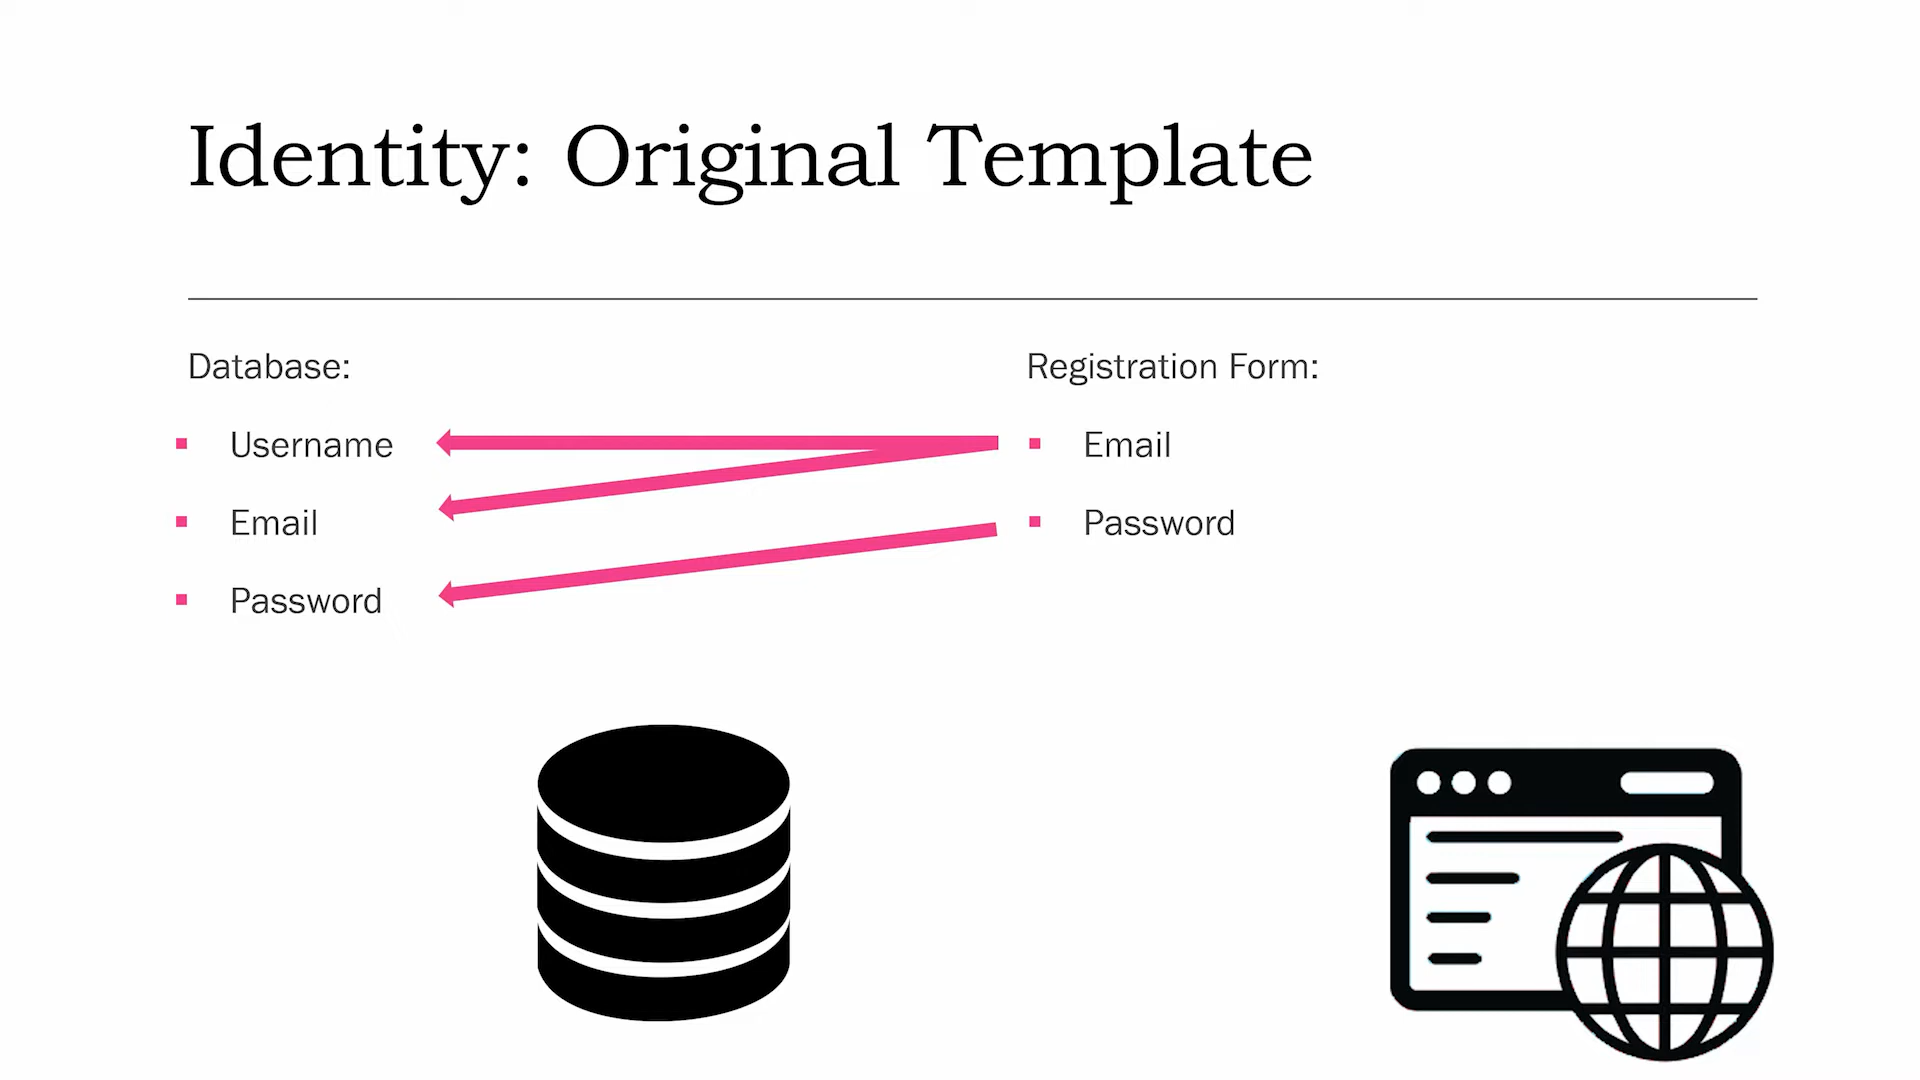 Identity: Original Template
Database:
Username
Email
Password
Registration Form:
Email
Password